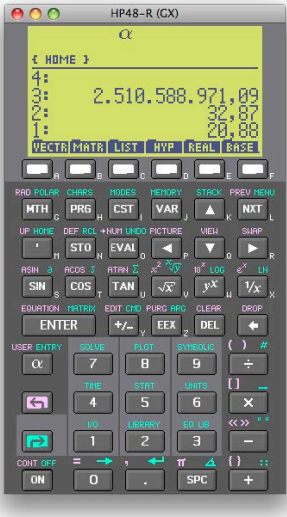 HP48-R (GX)
α
{ HOME }
4:
3: 2.510.588.971,09
2: 32,87
1: 20,88
VECTR MATR LIST HYP REAL BASE
A B C D E F
RAD POLAR CHARS MODES MEMORY STACK PREV MENU
MTH G PRG H CST I VAR J ▲ K NXT L
UP HOME DEF RCL →NUM UNDO PICTURE VIEW SWAP
' M STO N EVAL O ◀ P ▼ Q ▶ R
ASIN ∂ ACOS ∫ ATAN Σ x² ˣ√y 10ˣ LOG eˣ LN
SIN S COS T TAN U √x V yˣ W 1/x X
EQUATION MATRIX EDIT CMD PURG ARG CLEAR DROP
ENTER +/- Y EEX Z DEL
USER ENTRY SOLVE PLOT SYMBOLIC ( ) #
α 7 8 9 ÷
TIME STAT UNITS [ ] _
4 5 6 ×
I/O LIBRARY EQ LIB « » " "
1 2 3 −
CONT OFF = → , ↵ π ∡ { } ::
ON 0 . SPC +